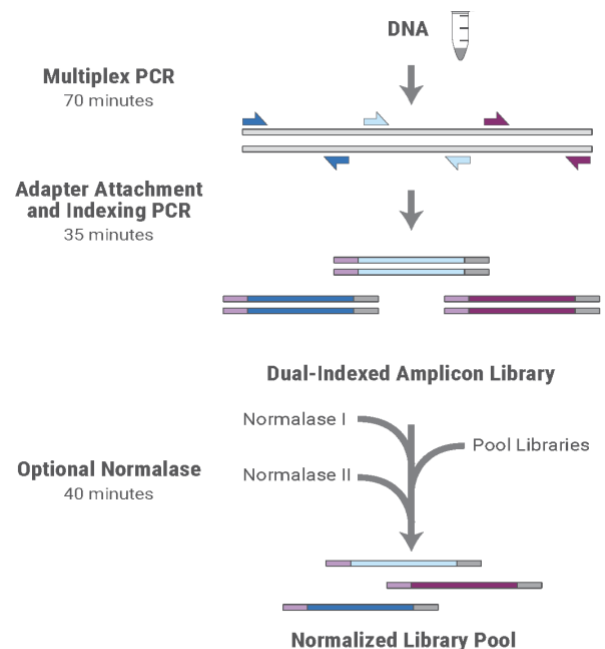 DNA
Multiplex PCR
70 minutes
Adapter Attachment
and Indexing PCR
35 minutes
Dual-Indexed Amplicon Library
Normalase I
Pool Libraries
Optional Normalase
Normalase II
40 minutes
Normalized Library Pool